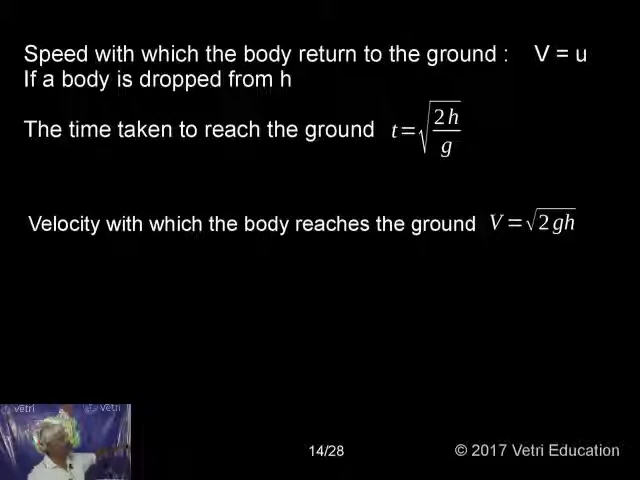 Speed with which the body return to the ground : V = u
If a body is dropped from h
The time taken to reach the ground t=√(2h/g)
Velocity with which the body reaches the ground V=√2gh
vetri vetri
14/28 © 2017 Vetri Education